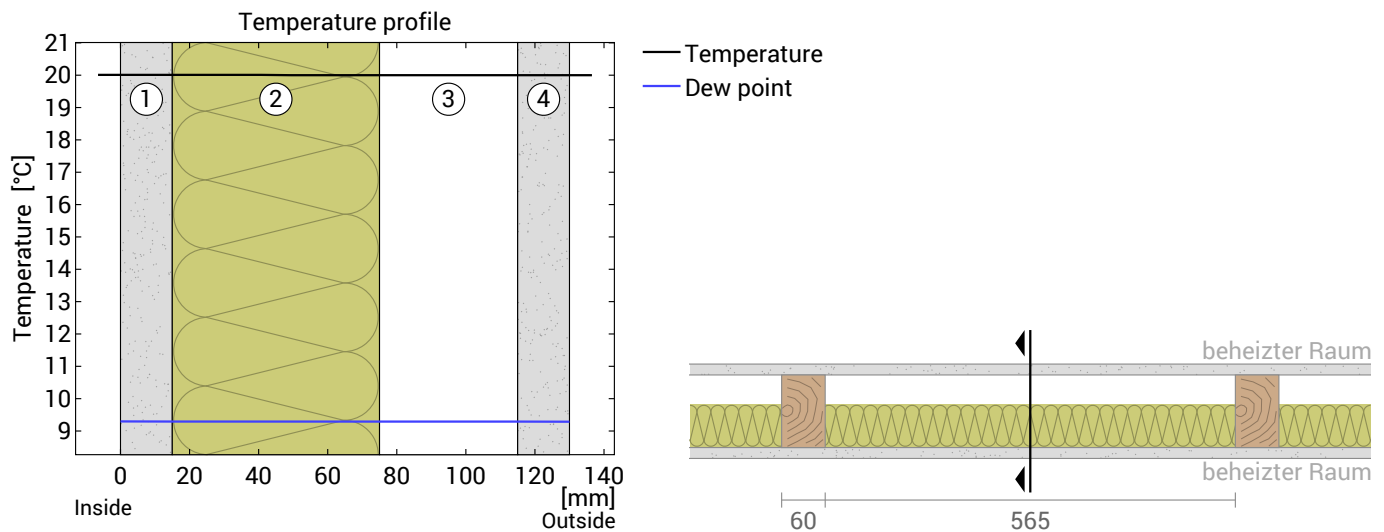 Temperature profile
Temperature [°C]
21
20
19
18
17
16
15
14
13
12
11
10
9
1
2
3
4
0 20 40 60 80 100 120 140
[mm]
Inside
Outside
Temperature
Dew point
beheizter Raum
beheizter Raum
60 565